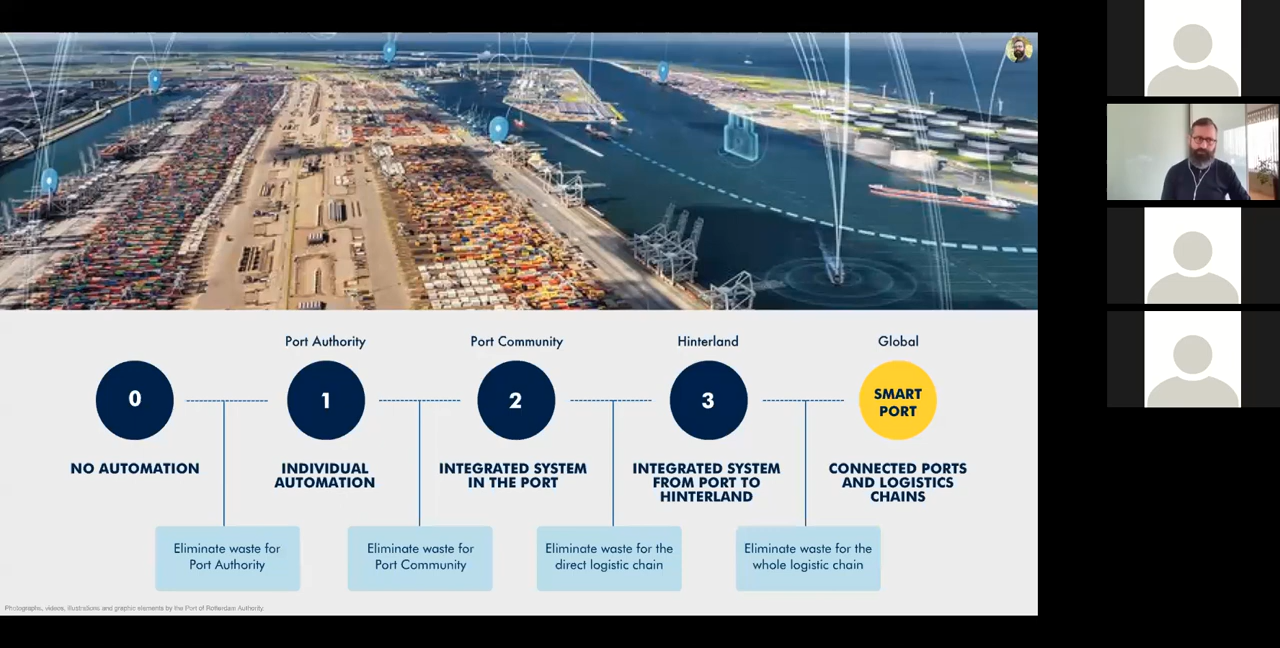 Port Authority
Port Community
Hinterland
Global
0
1
2
3
SMART
PORT
NO AUTOMATION
INDIVIDUAL
AUTOMATION
INTEGRATED SYSTEM
IN THE PORT
INTEGRATED SYSTEM
FROM PORT TO
HINTERLAND
CONNECTED PORTS
AND LOGISTICS
CHAINS
Eliminate waste for
Port Authority
Eliminate waste for
Port Community
Eliminate waste for the
direct logistic chain
Eliminate waste for the
whole logistic chain
Photographs, videos, illustrations and graphic elements by the Port of Rotterdam Authority.